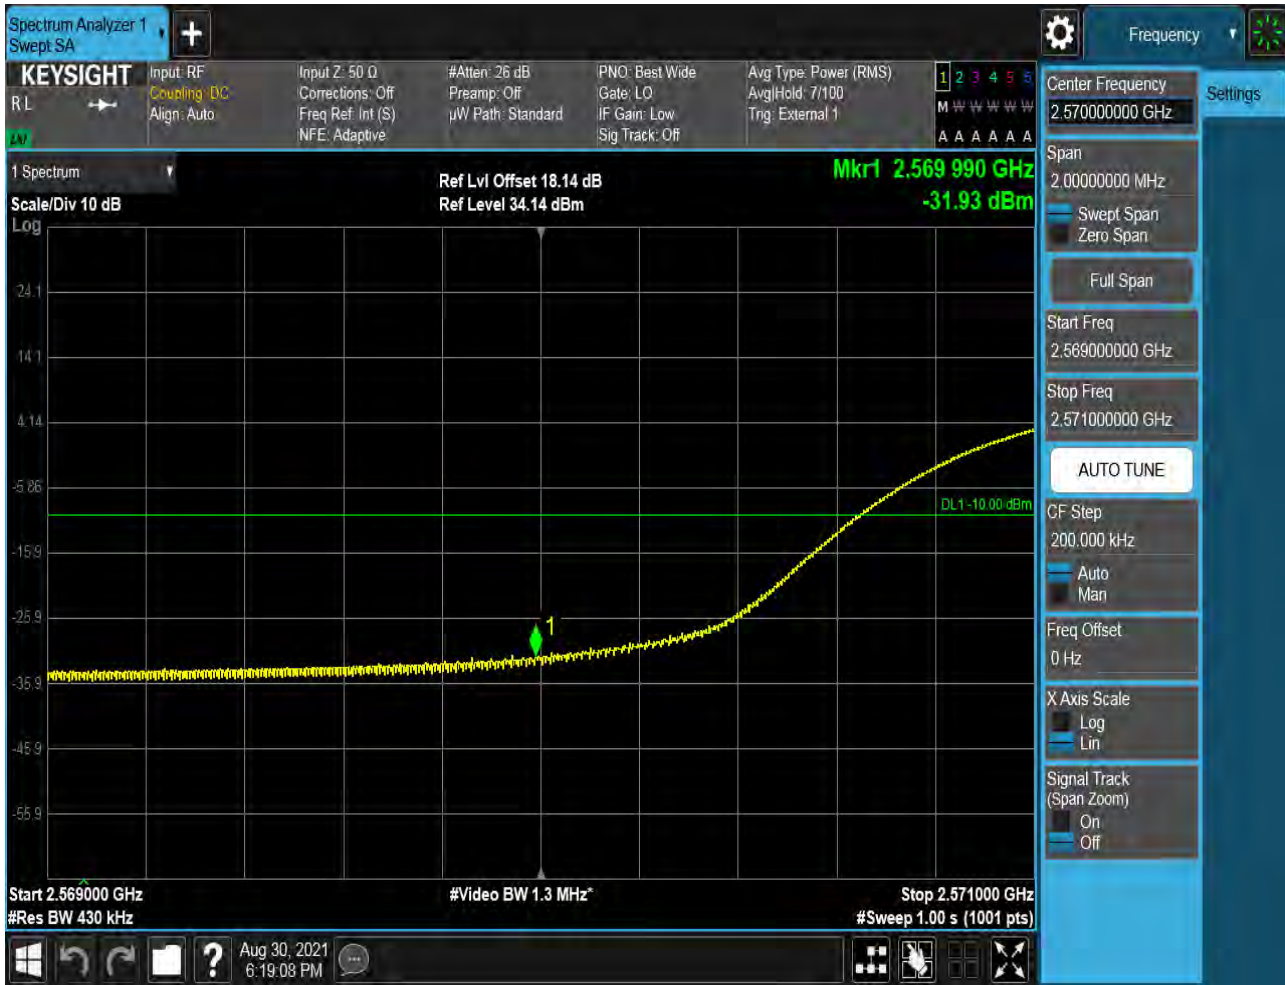 Spectrum Analyzer 1
Swept SA
Frequency
KEYSIGHT
R L
Input: RF
Coupling: DC
Align: Auto
Input Z: 50 Ω
Corrections: Off
Freq Ref: Int (S)
NFE: Adaptive
#Atten: 26 dB
Preamp: Off
µW Path: Standard
PNO: Best Wide
Gate: LO
IF Gain: Low
Sig Track: Off
Avg Type: Power (RMS)
Avg|Hold: 7/100
Trig: External 1
1 2 3 4 5 6
M W W W W W
A A A A A A
1 Spectrum
Scale/Div 10 dB
Log
Ref Lvl Offset 18.14 dB
Ref Level 34.14 dBm
Mkr1 2.569 990 GHz
-31.93 dBm
24.1
14.1
4.14
-5.86
-15.9
-25.9
-35.9
-45.9
-55.9
DL1 -10.00 dBm
1
Start 2.569000 GHz
#Res BW 430 kHz
#Video BW 1.3 MHz*
Stop 2.571000 GHz
#Sweep 1.00 s (1001 pts)
Aug 30, 2021
6:19:08 PM
Center Frequency
2.570000000 GHz
Settings
Span
2.00000000 MHz
Swept Span
Zero Span
Full Span
Start Freq
2.569000000 GHz
Stop Freq
2.571000000 GHz
AUTO TUNE
CF Step
200.000 kHz
Auto
Man
Freq Offset
0 Hz
X Axis Scale
Log
Lin
Signal Track
(Span Zoom)
On
Off